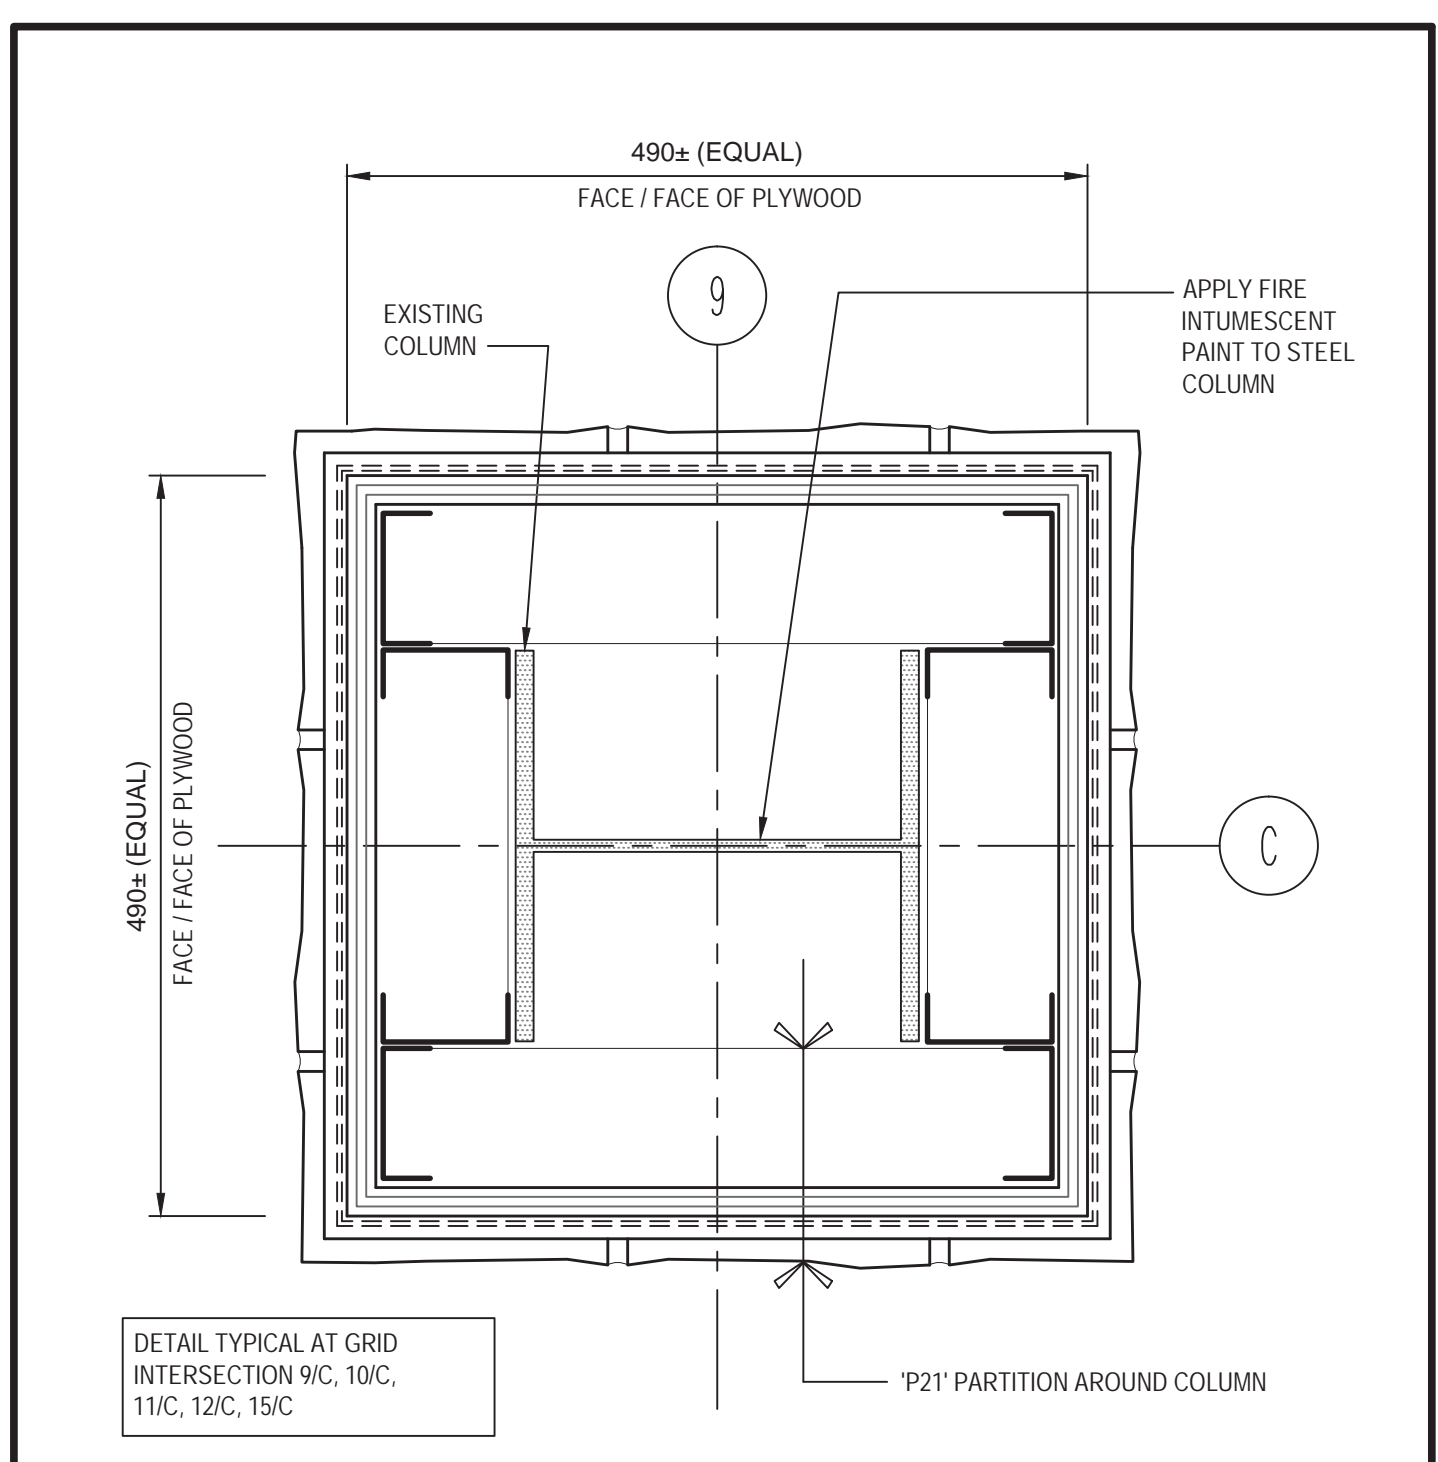 490± (EQUAL)
FACE / FACE OF PLYWOOD
9
EXISTING
COLUMN
APPLY FIRE
INTUMESCENT
PAINT TO STEEL
COLUMN
490± (EQUAL)
FACE / FACE OF PLYWOOD
C
DETAIL TYPICAL AT GRID
INTERSECTION 9/C, 10/C,
11/C, 12/C, 15/C
'P21' PARTITION AROUND COLUMN